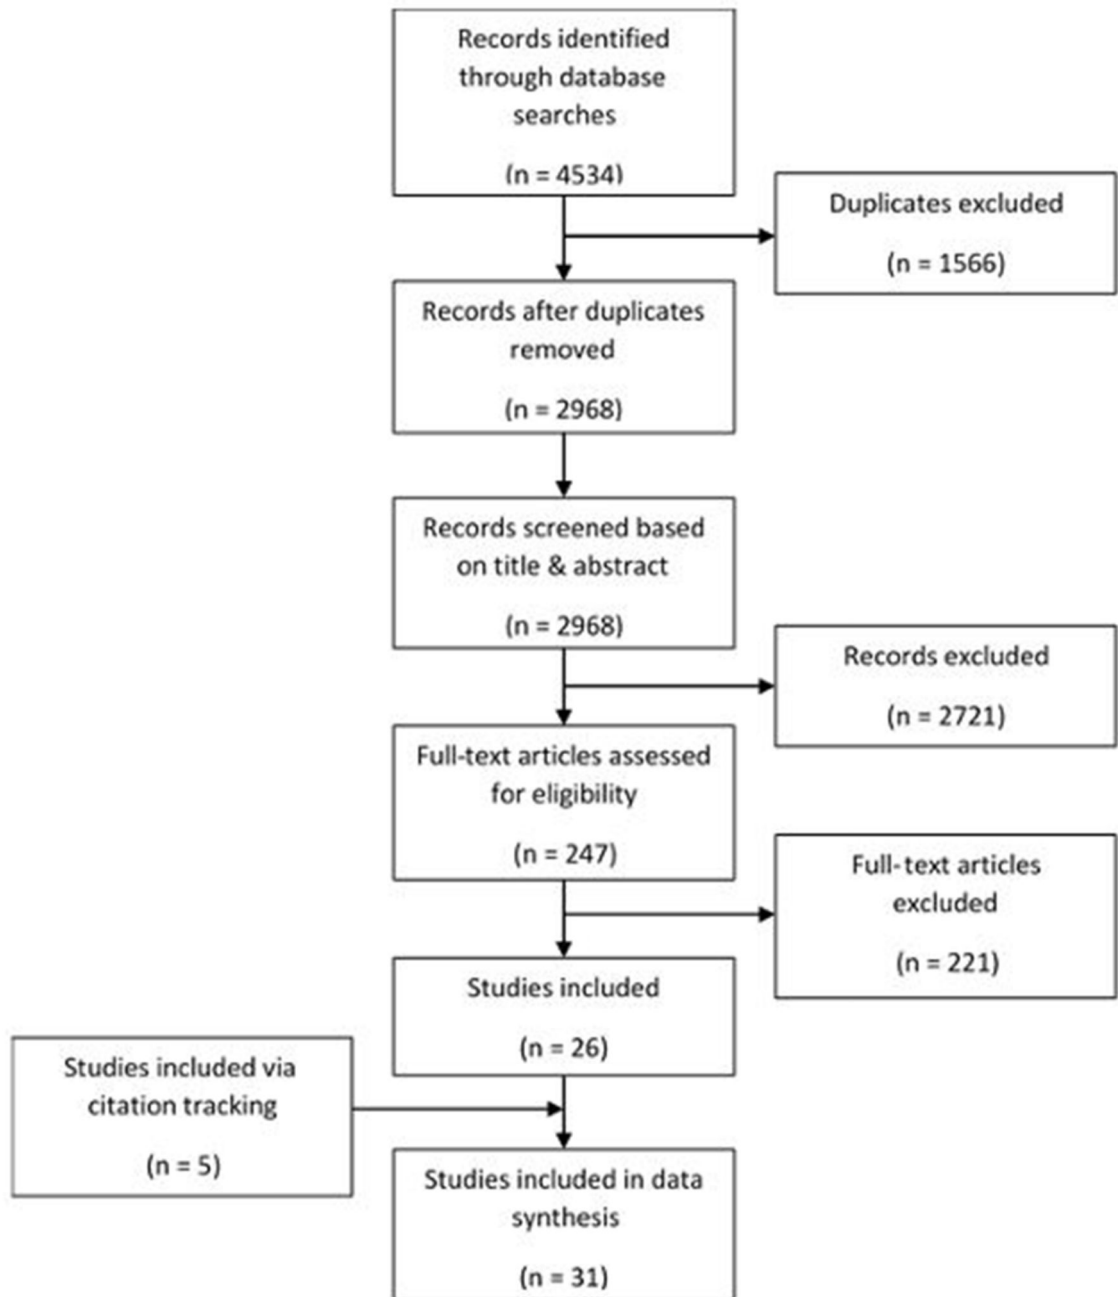 Records identified
through database
searches
(n = 4534)
Duplicates excluded
(n = 1566)
Records after duplicates
removed
(n = 2968)
Records screened based
on title & abstract
(n = 2968)
Records excluded
(n = 2721)
Full-text articles assessed
for eligibility
(n = 247)
Full-text articles
excluded
(n = 221)
Studies included
(n = 26)
Studies included via
citation tracking
(n = 5)
Studies included in data
synthesis
(n = 31)